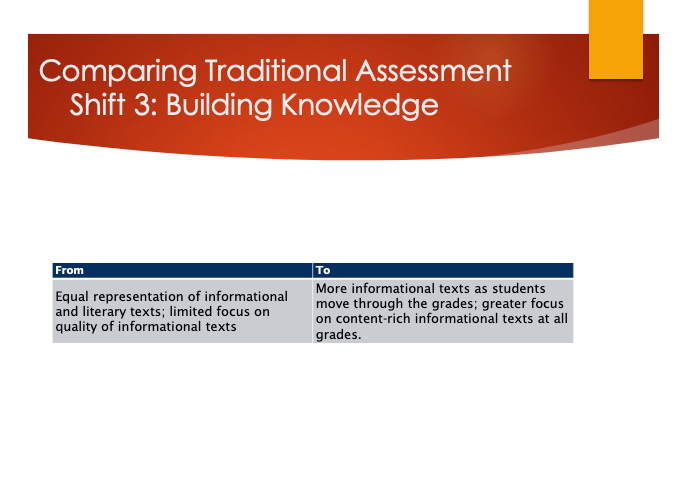 Comparing Traditional Assessment
Shift 3: Building Knowledge
From
To
Equal representation of informational
and literary texts; limited focus on
quality of informational texts
More informational texts as students
move through the grades; greater focus
on content-rich informational texts at all
grades.